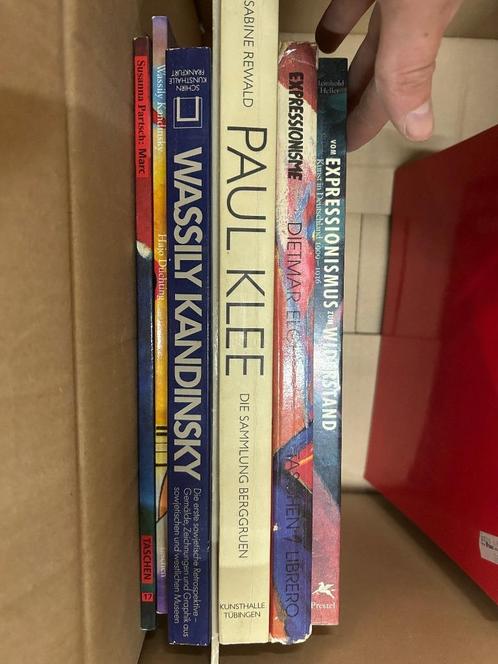 Susanna Partsch: Marc
TASCHEN
17
Wassily Kandinsky
Hajo Düchting
SCHIRN
KUNSTHALLE
FRANKFURT
WASSILY KANDINSKY
Die erste sowjetische Retrospektive –
Gemälde, Zeichnungen und Graphik aus
sowjetischen und westlichen Museen
SABINE REWALD
PAUL KLEE
DIE SAMMLUNG BERGGRUEN
KUNSTHALLE
TÜBINGEN
EXPRESSIONISME
DIETMAR ELGER
TASCHEN / LIBRERO
Reinhold
Heller
VOM EXPRESSIONISMUS ZUM WIDERSTAND
Kunst in Deutschland 1909–1936
Prestel